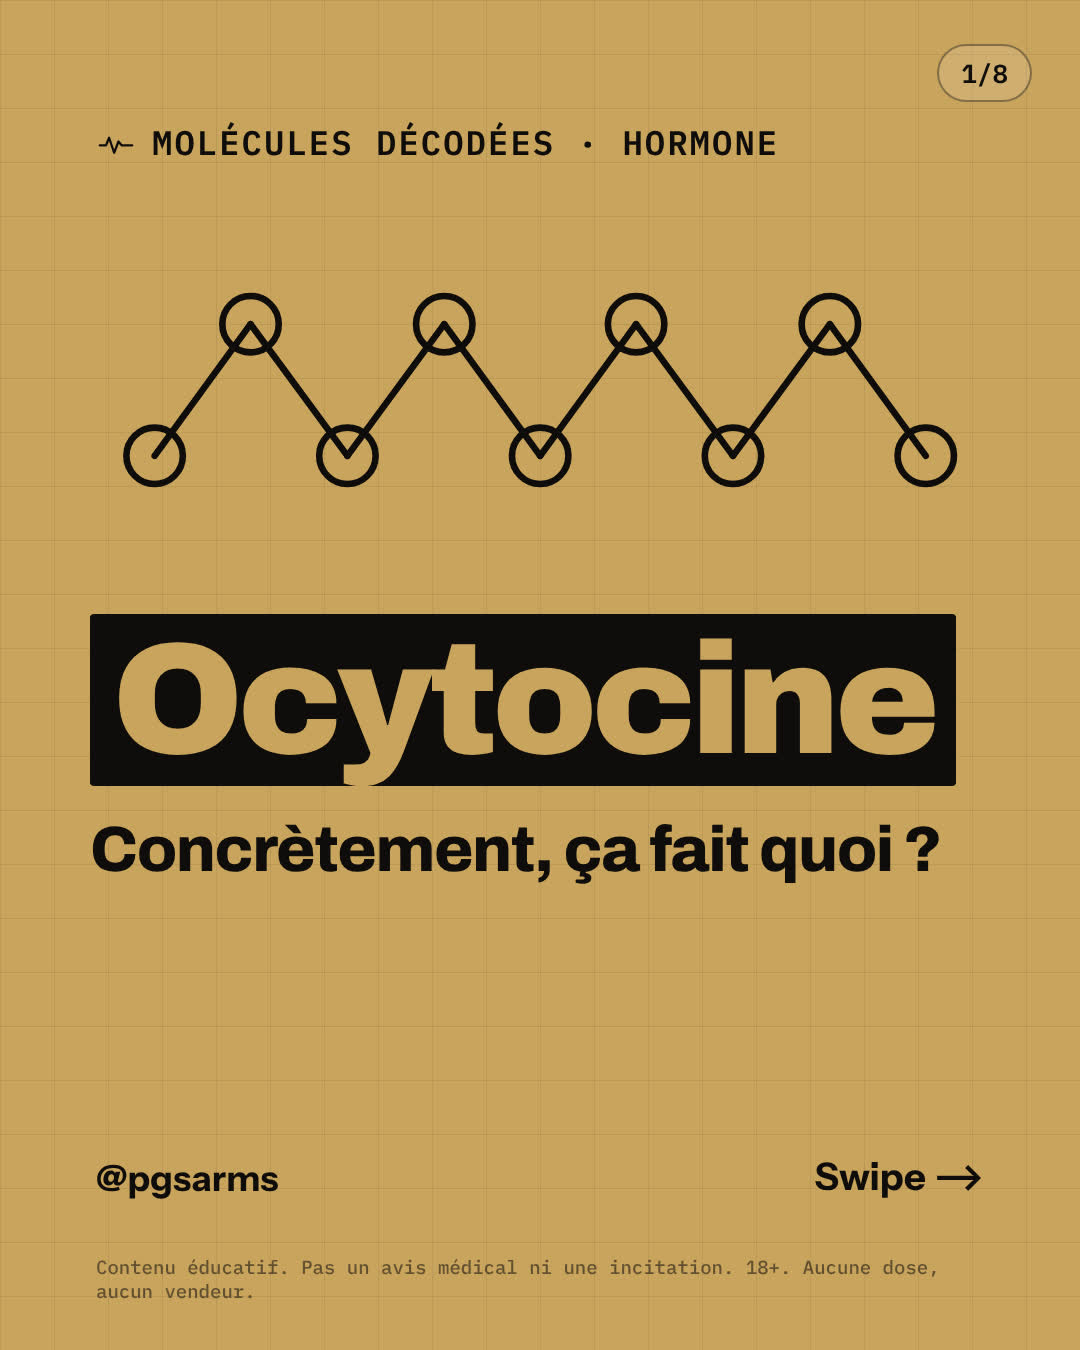 1/8
MOLÉCULES DÉCODÉES · HORMONE
Ocytocine
Concrètement, ça fait quoi ?
@pgsarms
Swipe →
Contenu éducatif. Pas un avis médical ni une incitation. 18+. Aucune dose,
aucun vendeur.